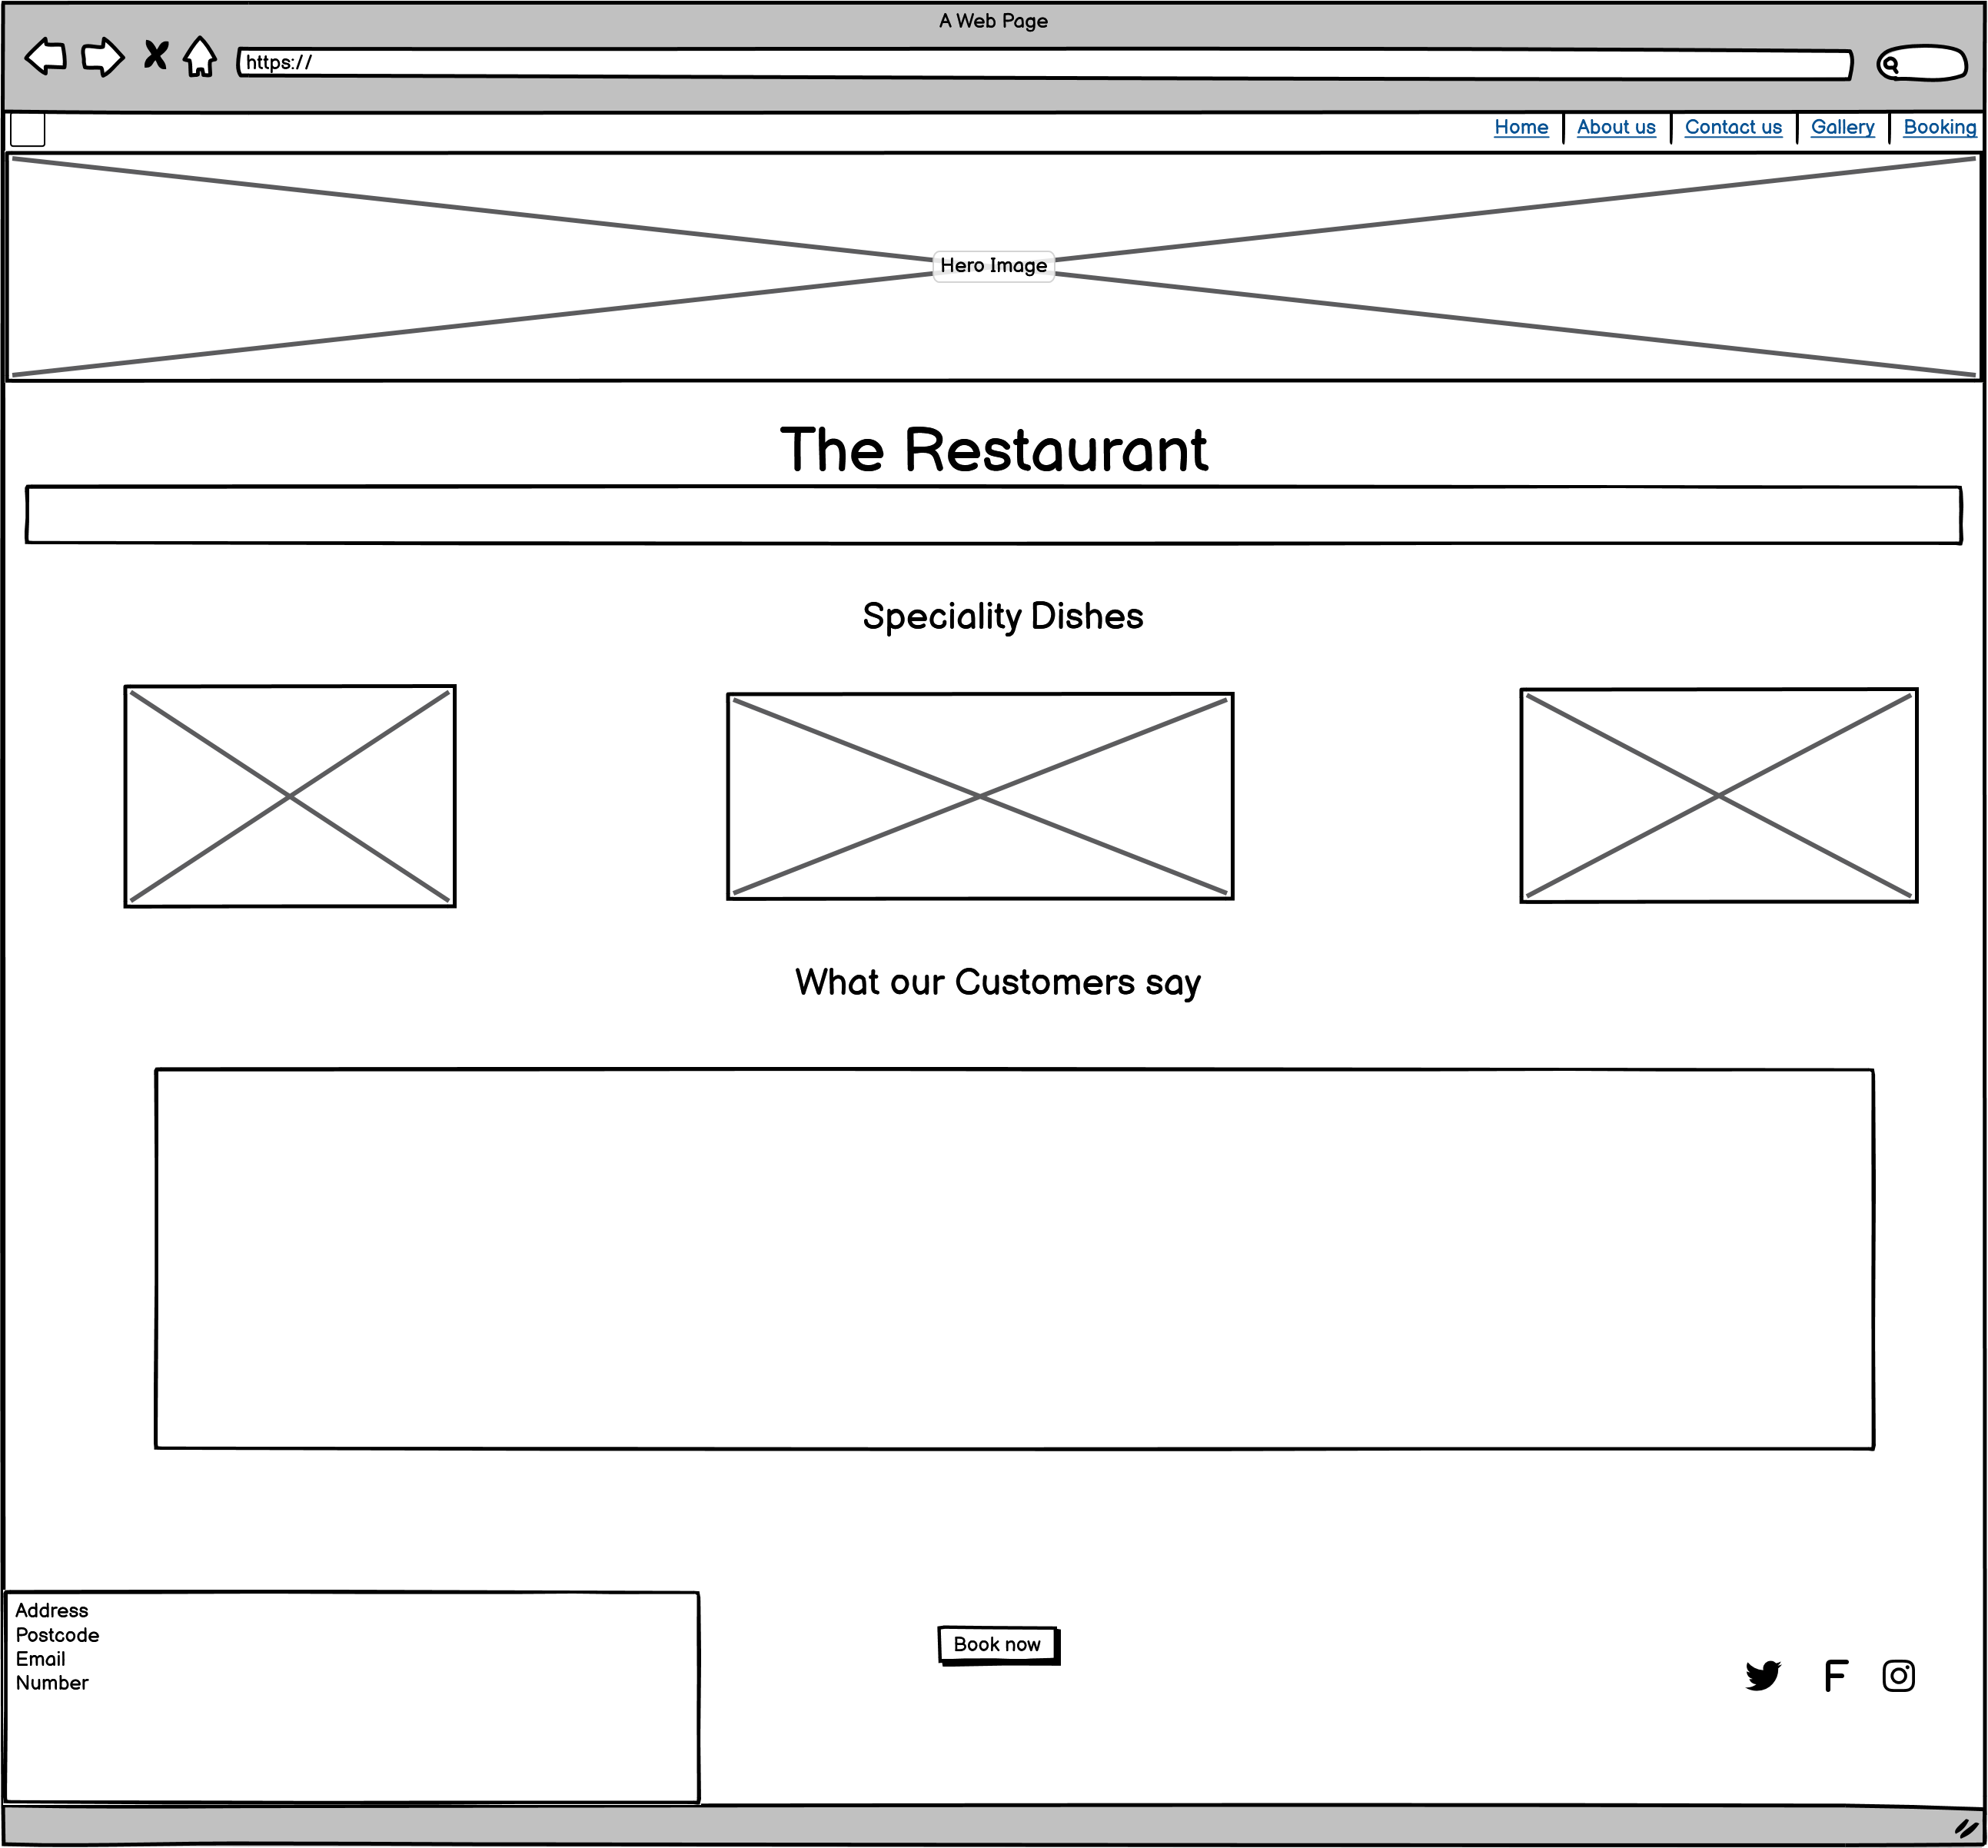 A Web Page
https://
Home About us Contact us Gallery Booking
Hero Image
The Restaurant
Speciality Dishes
What our Customers say
Address
Postcode
Email
Number
Book now
F